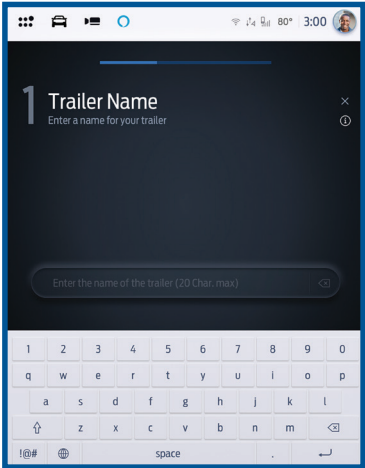 80° 3:00
1 Trailer Name
Enter a name for your trailer
Enter the name of the trailer (20 Char. max)
1 2 3 4 5 6 7 8 9 0
q w e r t y u i o p
a s d f g h j k l
z x c v b n m
!@# space .